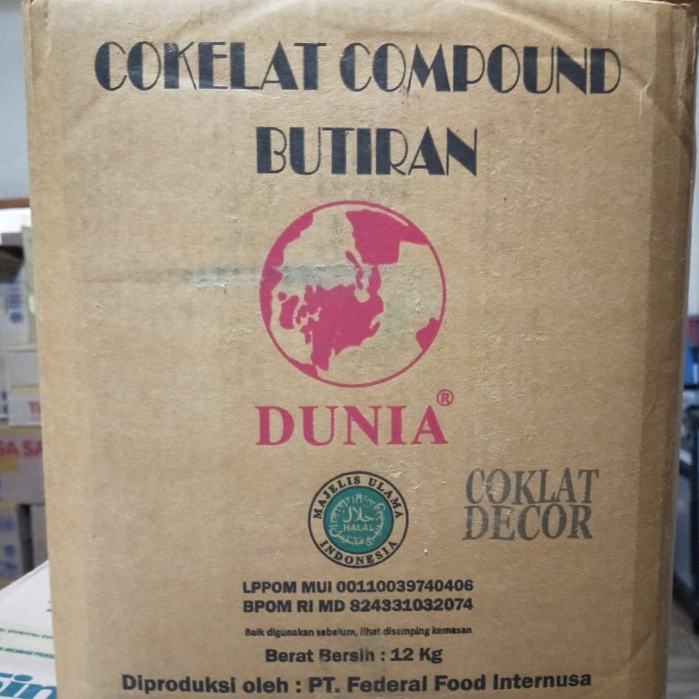 COKELAT COMPOUND
BUTIRAN
DUNIA®
MAJELIS ULAMA
حلال
HALAL
INDONESIA
COKLAT
DECOR
LPPOM MUI 00110039740406
BPOM RI MD 824331032074
Baik digunakan sebelum, lihat disamping kemasan
Berat Bersih : 12 Kg
Diproduksi oleh : PT. Federal Food Internusa